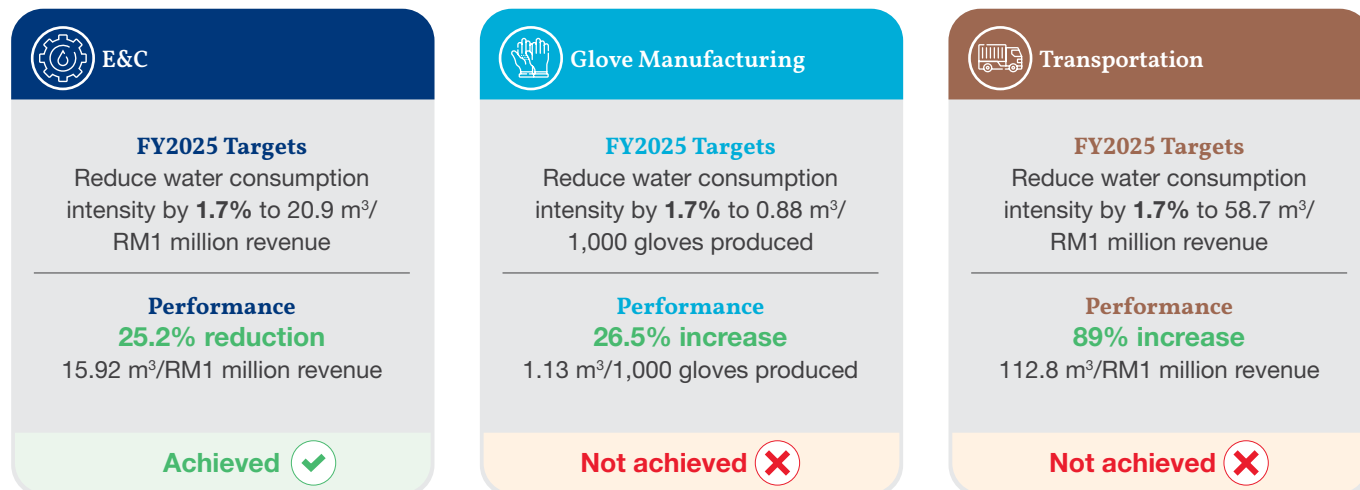 E&C
FY2025 Targets
Reduce water consumption
intensity by 1.7% to 20.9 m³/
RM1 million revenue
Performance
25.2% reduction
15.92 m³/RM1 million revenue
Achieved
Glove Manufacturing
FY2025 Targets
Reduce water consumption
intensity by 1.7% to 0.88 m³/
1,000 gloves produced
Performance
26.5% increase
1.13 m³/1,000 gloves produced
Not achieved
Transportation
FY2025 Targets
Reduce water consumption
intensity by 1.7% to 58.7 m³/
RM1 million revenue
Performance
89% increase
112.8 m³/RM1 million revenue
Not achieved